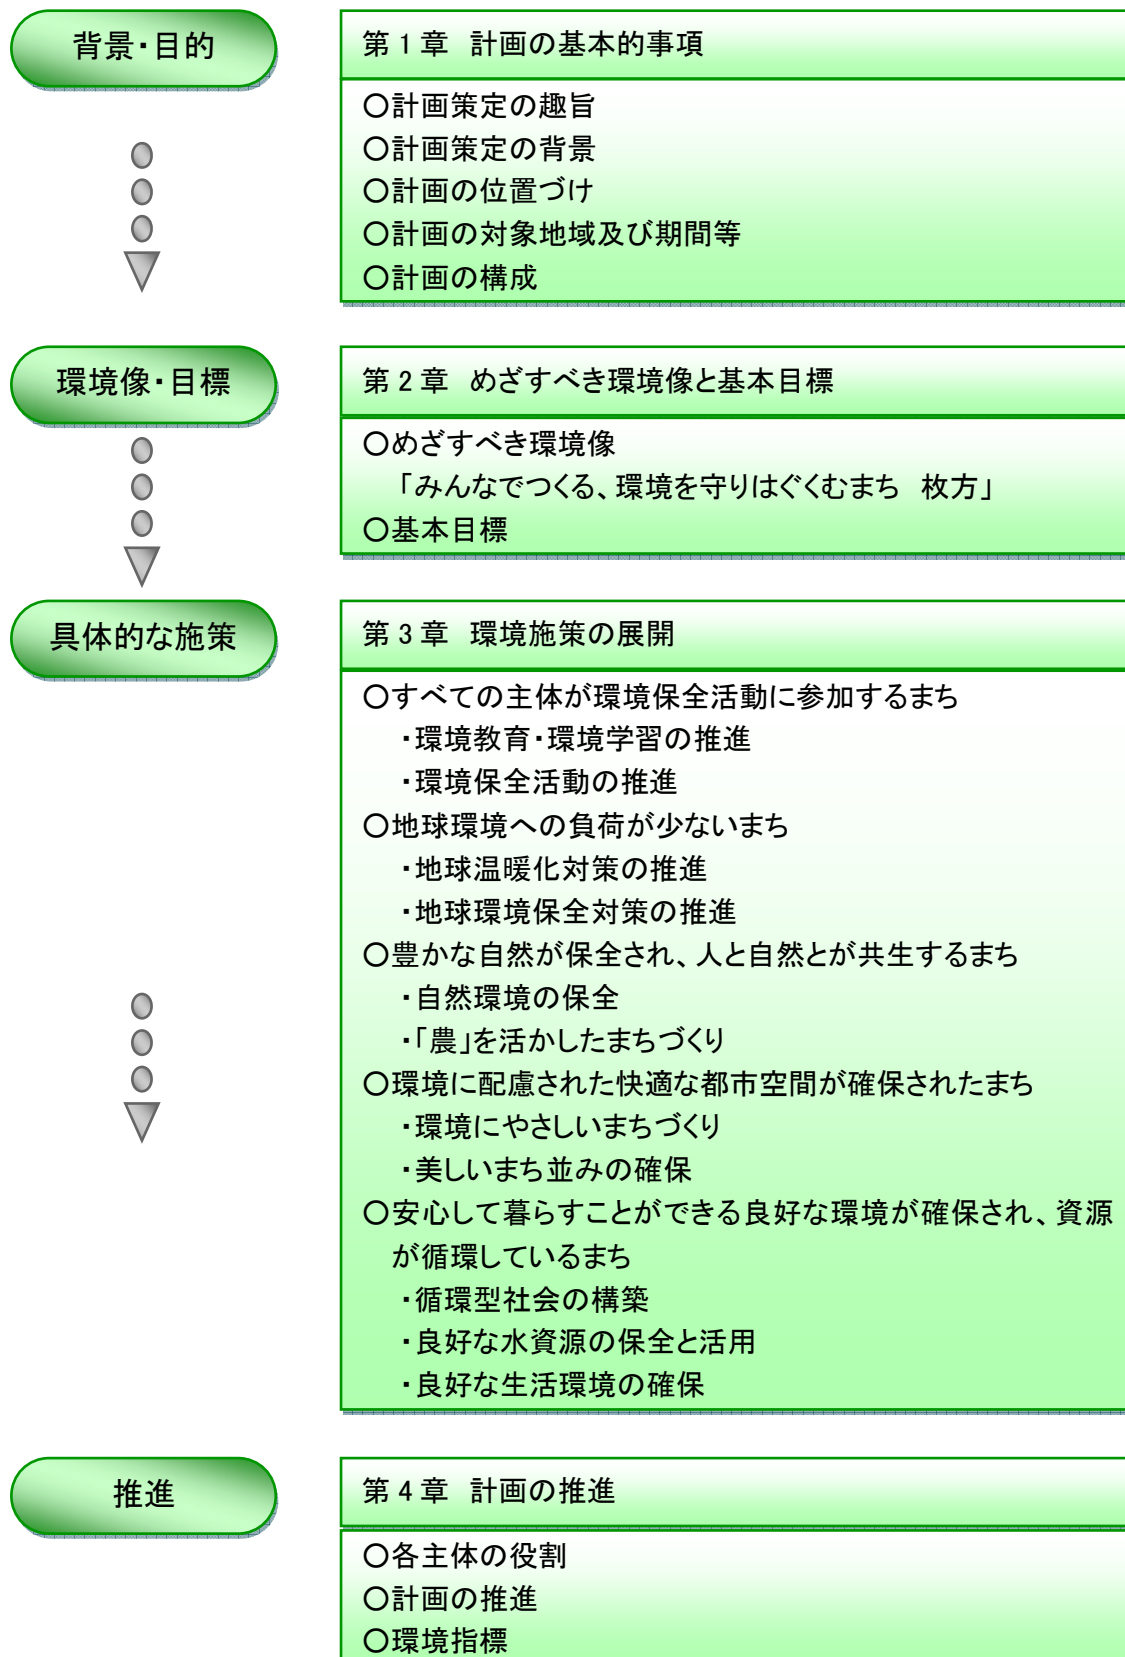 背景・目的
第1章 計画の基本的事項
○計画策定の趣旨
○計画策定の背景
○計画の位置づけ
○計画の対象地域及び期間等
○計画の構成
環境像・目標
第2章 めざすべき環境像と基本目標
○めざすべき環境像
「みんなでつくる、環境を守りはぐくむまち 枚方」
○基本目標
具体的な施策
第3章 環境施策の展開
○すべての主体が環境保全活動に参加するまち
・環境教育・環境学習の推進
・環境保全活動の推進
○地球環境への負荷が少ないまち
・地球温暖化対策の推進
・地球環境保全対策の推進
○豊かな自然が保全され、人と自然とが共生するまち
・自然環境の保全
・「農」を活かしたまちづくり
○環境に配慮された快適な都市空間が確保されたまち
・環境にやさしいまちづくり
・美しいまち並みの確保
○安心して暮らすことができる良好な環境が確保され、資源
が循環しているまち
・循環型社会の構築
・良好な水資源の保全と活用
・良好な生活環境の確保
推進
第4章 計画の推進
○各主体の役割
○計画の推進
○環境指標